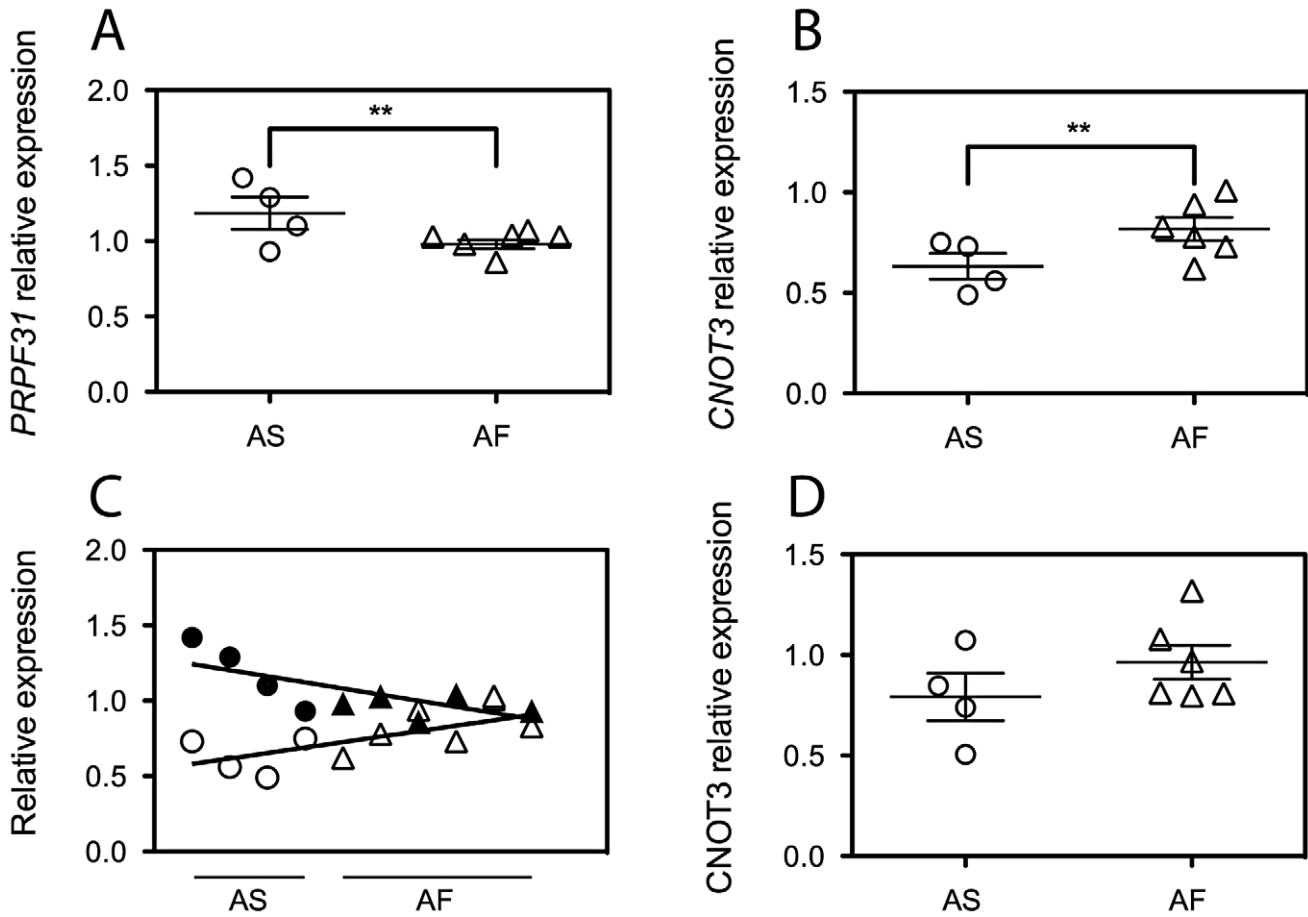 A
PRPF31 relative expression
2.0
1.5
1.0
0.5
0.0
**
AS
AF
B
CNOT3 relative expression
1.5
1.0
0.5
0.0
**
AS
AF
C
Relative expression
2.0
1.5
1.0
0.5
0.0
AS
AF
D
CNOT3 relative expression
1.5
1.0
0.5
0.0
AS
AF